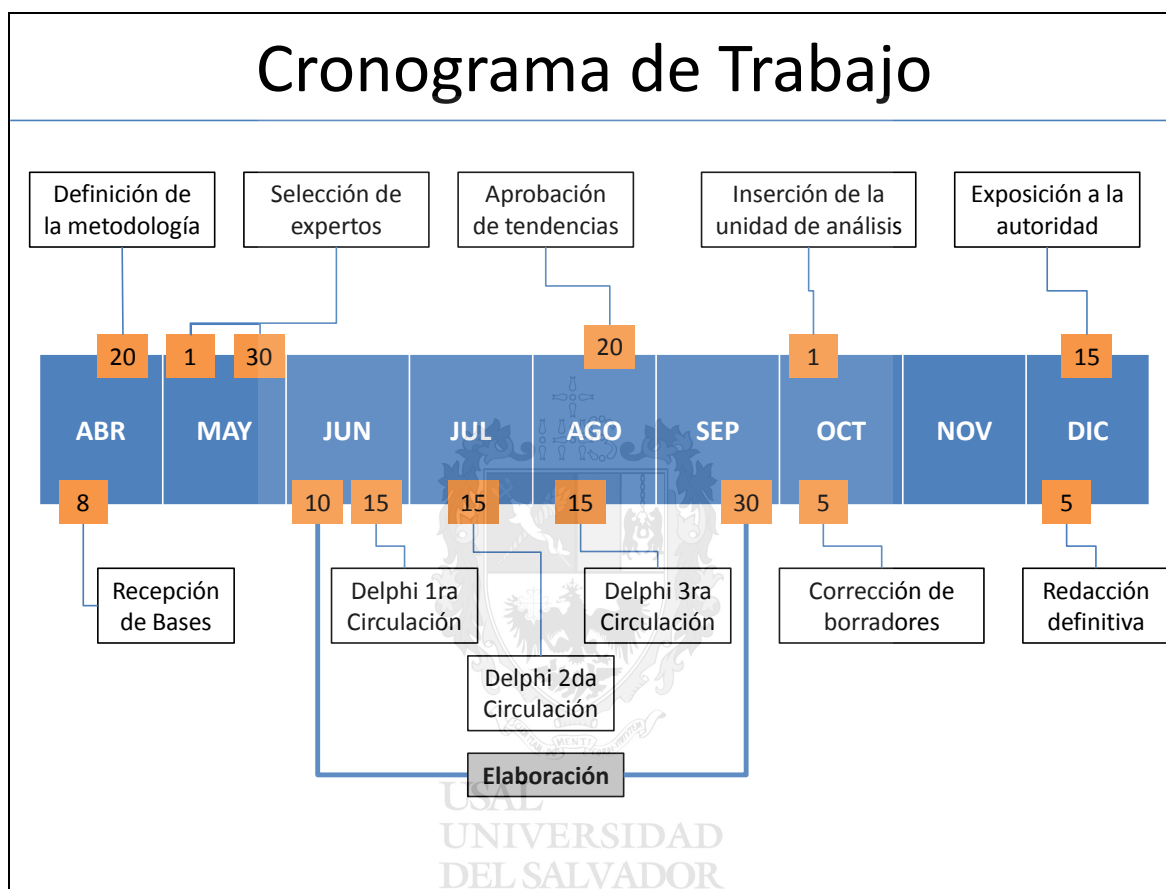 Cronograma de Trabajo
Definición de
la metodología
Selección de
expertos
Aprobación
de tendencias
Inserción de la
unidad de análisis
Exposición a la
autoridad
20
1
30
20
1
15
ABR
MAY
JUN
JUL
AGO
SEP
OCT
NOV
DIC
8
10
15
15
15
30
5
5
Recepción
de Bases
Delphi 1ra
Circulación
Delphi 2da
Circulación
Delphi 3ra
Circulación
Corrección de
borradores
Redacción
definitiva
Elaboración
USAL
UNIVERSIDAD
DEL SALVADOR